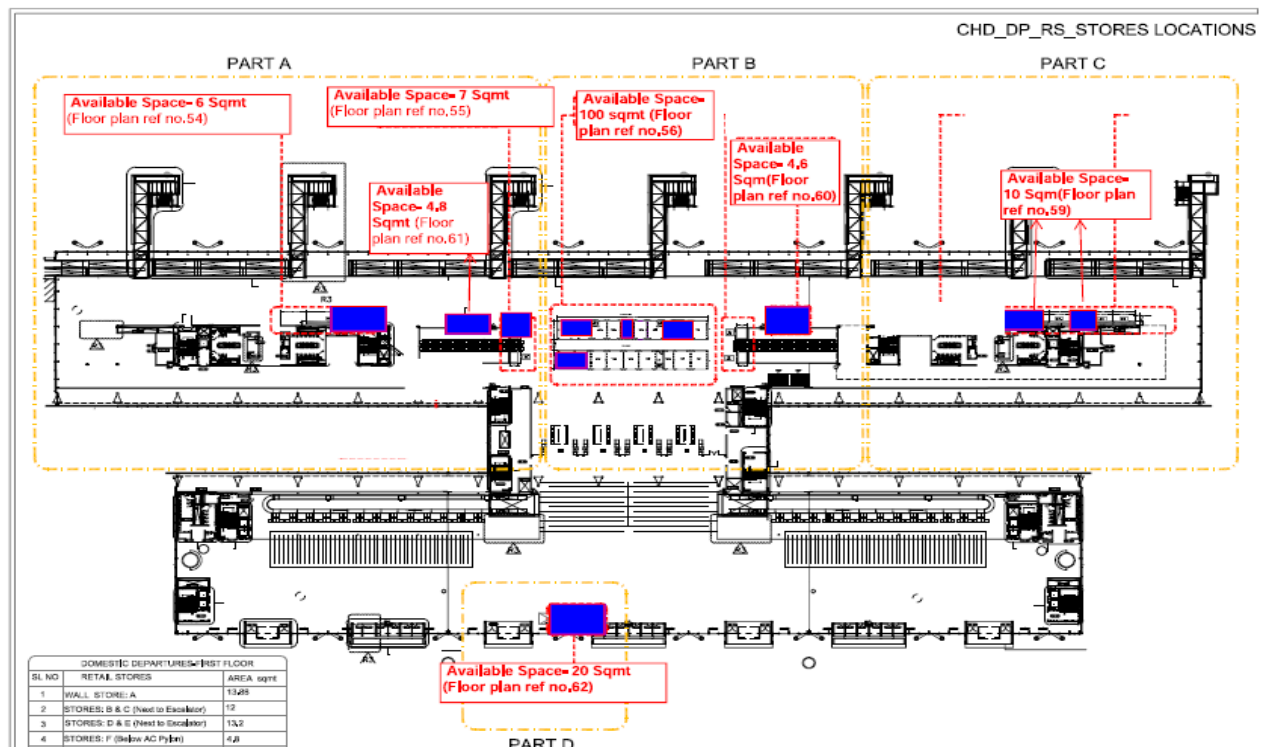 CHD_DP_RS_STORES LOCATIONS
PART A
PART B
PART C
Available Space- 6 Sqmt
(Floor plan ref no.54)
Available Space- 7 Sqmt
(Floor plan ref no.55)
Available Space-
100 sqmt (Floor
plan ref no.56)
Available
Space- 4.6
Sqm(Floor
plan ref no.60)
Available
Space- 4.8
Sqmt (Floor
plan ref no.61)
Available Space-
10 Sqm(Floor plan
ref no.59)
R3
Available Space- 20 Sqmt
(Floor plan ref no.62)
PART D
DOMESTIC DEPARTURES-FIRST FLOOR
SL NO RETAIL STORES AREA sqmt
1 WALL STORE: A 13.86
2 STORES: B & C (Next to Escalator) 12
3 STORES: D & E (Next to Escalator) 13.2
4 STORES: F (Below AC Pylon) 4.8